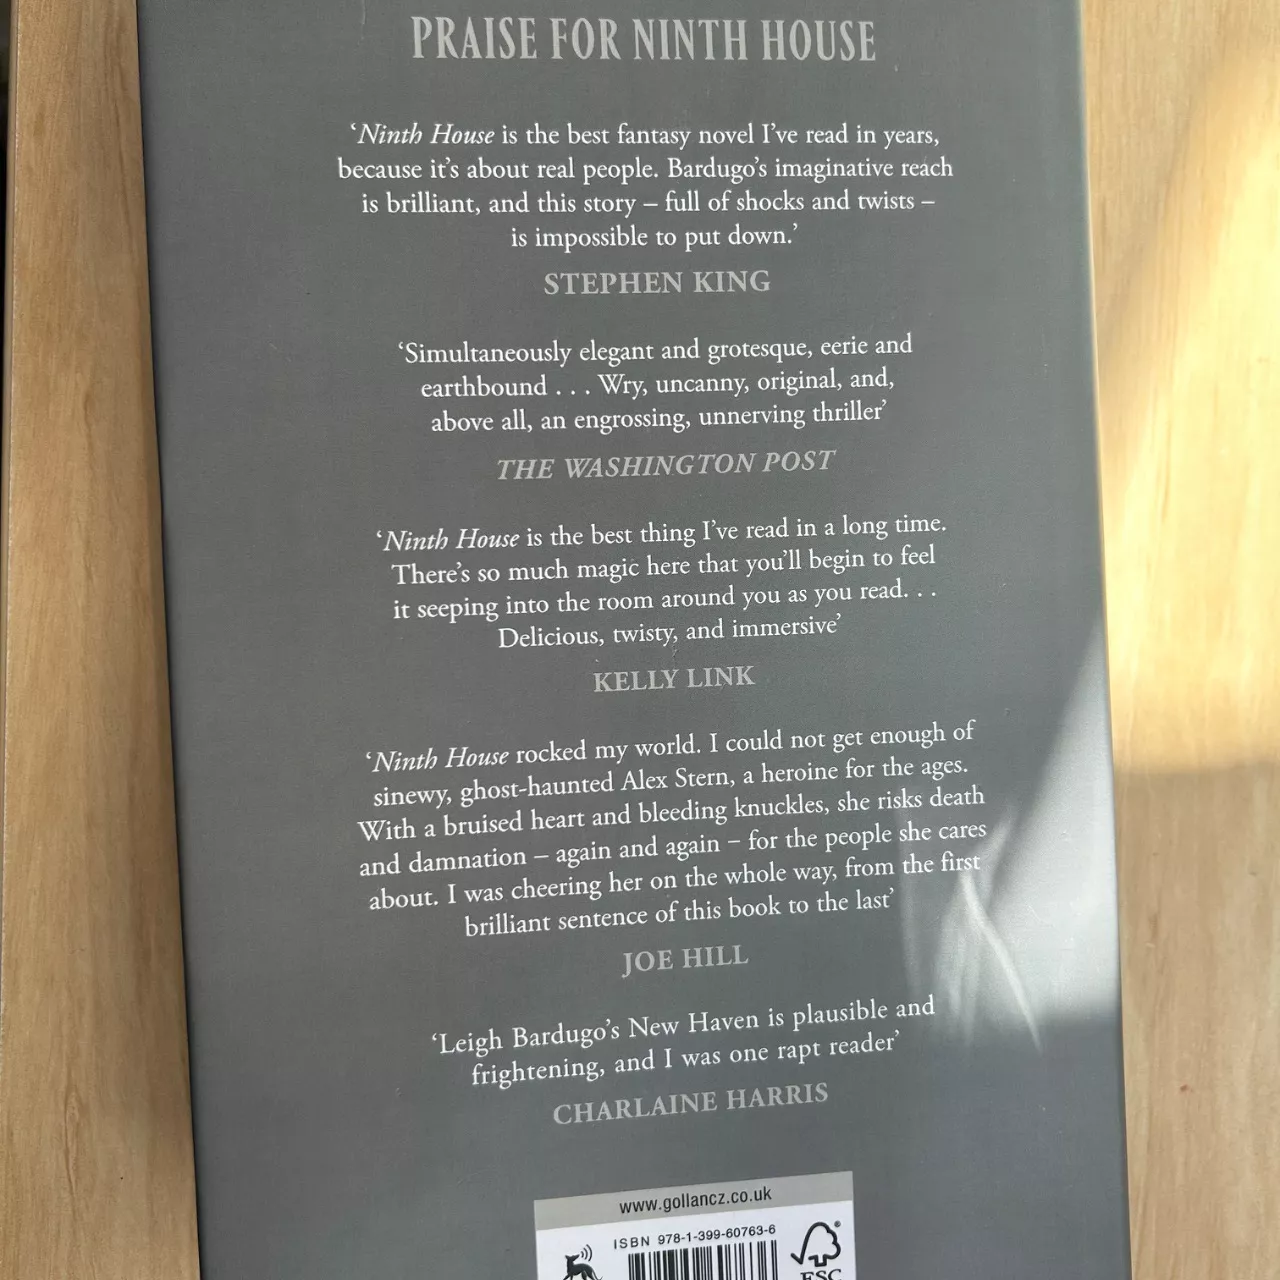 PRAISE FOR NINTH HOUSE
‘Ninth House is the best fantasy novel I’ve read in years,
because it’s about real people. Bardugo’s imaginative reach
is brilliant, and this story – full of shocks and twists –
is impossible to put down.’
STEPHEN KING
‘Simultaneously elegant and grotesque, eerie and
earthbound . . . Wry, uncanny, original, and,
above all, an engrossing, unnerving thriller’
THE WASHINGTON POST
‘Ninth House is the best thing I’ve read in a long time.
There’s so much magic here that you’ll begin to feel
it seeping into the room around you as you read. . .
Delicious, twisty, and immersive’
KELLY LINK
‘Ninth House rocked my world. I could not get enough of
sinewy, ghost-haunted Alex Stern, a heroine for the ages.
With a bruised heart and bleeding knuckles, she risks death
and damnation – again and again – for the people she cares
about. I was cheering her on the whole way, from the first
brilliant sentence of this book to the last’
JOE HILL
‘Leigh Bardugo’s New Haven is plausible and
frightening, and I was one rapt reader’
CHARLAINE HARRIS
www.gollancz.co.uk
ISBN 978-1-399-60763-6
FSC